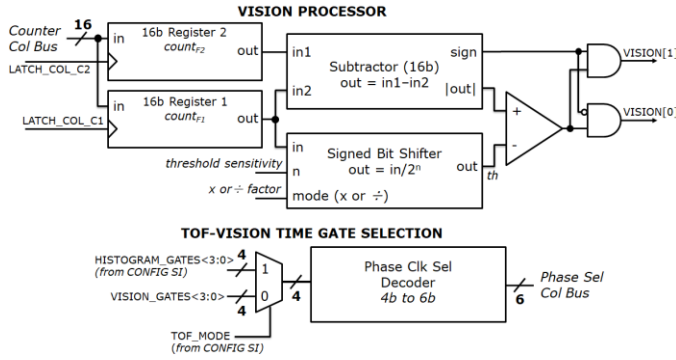 VISION PROCESSOR
Counter
Col Bus
16
in
16b Register 2
count_F2
out
LATCH_COL_C2
in
16b Register 1
count_F1
out
LATCH_COL_C1
in1
in2
Subtractor (16b)
out = in1–in2
sign
|out|
VISION[1]
VISION[0]
+
-
in
threshold sensitivity
n
x or ÷ factor
mode (x or ÷)
Signed Bit Shifter
out = in/2ⁿ
out
th
TOF-VISION TIME GATE SELECTION
HISTOGRAM_GATES<3:0>
4
(from CONFIG SI)
1
VISION_GATES<3:0>
4
0
TOF_MODE
(from CONFIG SI)
4
Phase Clk Sel
Decoder
4b to 6b
6
Phase Sel
Col Bus